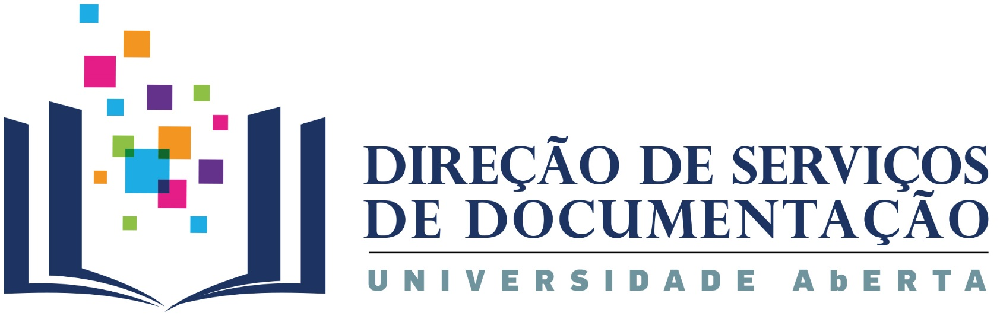 DIREÇÃO DE SERVIÇOS
DE DOCUMENTAÇÃO
UNIVERSIDADE AbERTA